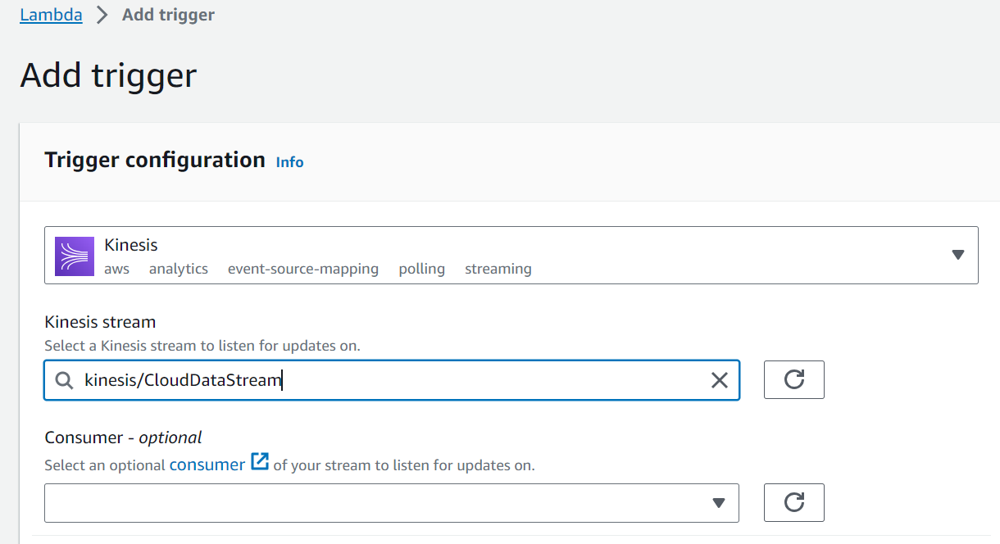 Lambda > Add trigger
Add trigger
Trigger configuration Info
Kinesis
aws analytics event-source-mapping polling streaming
Kinesis stream
Select a Kinesis stream to listen for updates on.
kinesis/CloudDataStream
Consumer - optional
Select an optional consumer of your stream to listen for updates on.